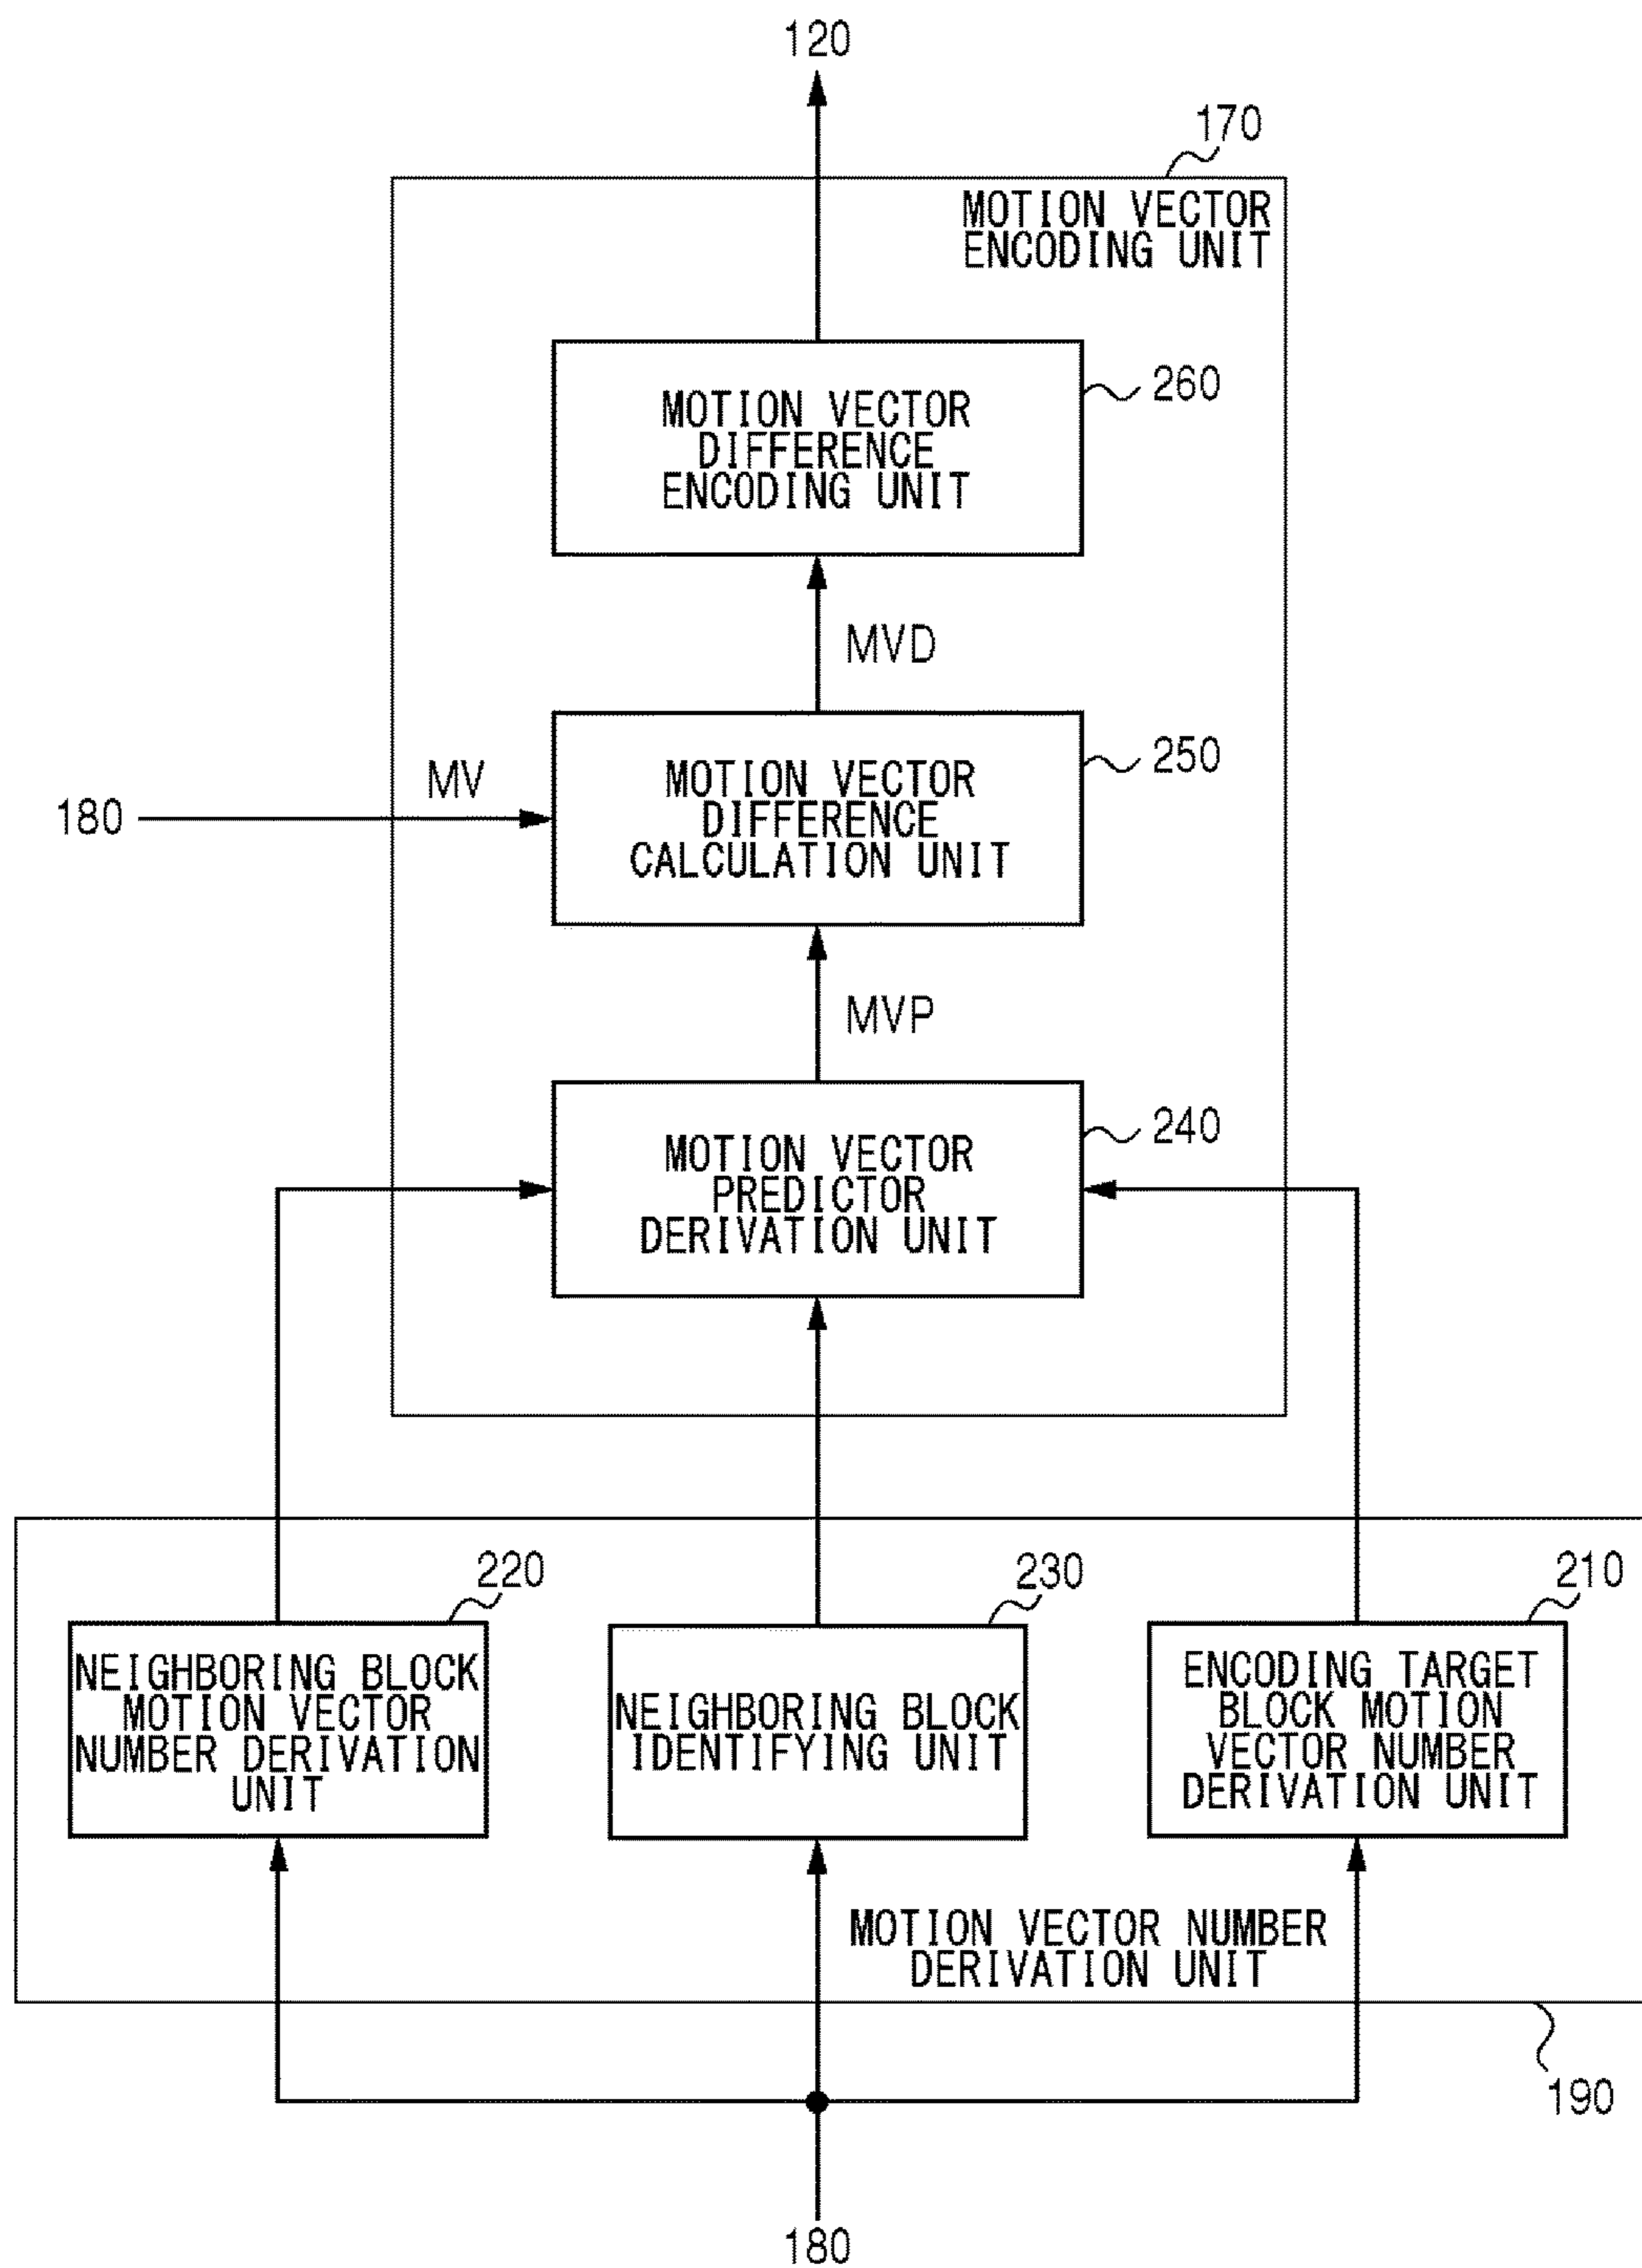 120
170
MOTION VECTOR
ENCODING UNIT
260
MOTION VECTOR
DIFFERENCE
ENCODING UNIT
MVD
250
MV
MOTION VECTOR
DIFFERENCE
CALCULATION UNIT
180
MVP
240
MOTION VECTOR
PREDICTOR
DERIVATION UNIT
220
230
210
NEIGHBORING BLOCK
MOTION VECTOR
NUMBER DERIVATION
UNIT
NEIGHBORING BLOCK
IDENTIFYING UNIT
ENCODING TARGET
BLOCK MOTION
VECTOR NUMBER
DERIVATION UNIT
MOTION VECTOR NUMBER
DERIVATION UNIT
190
180